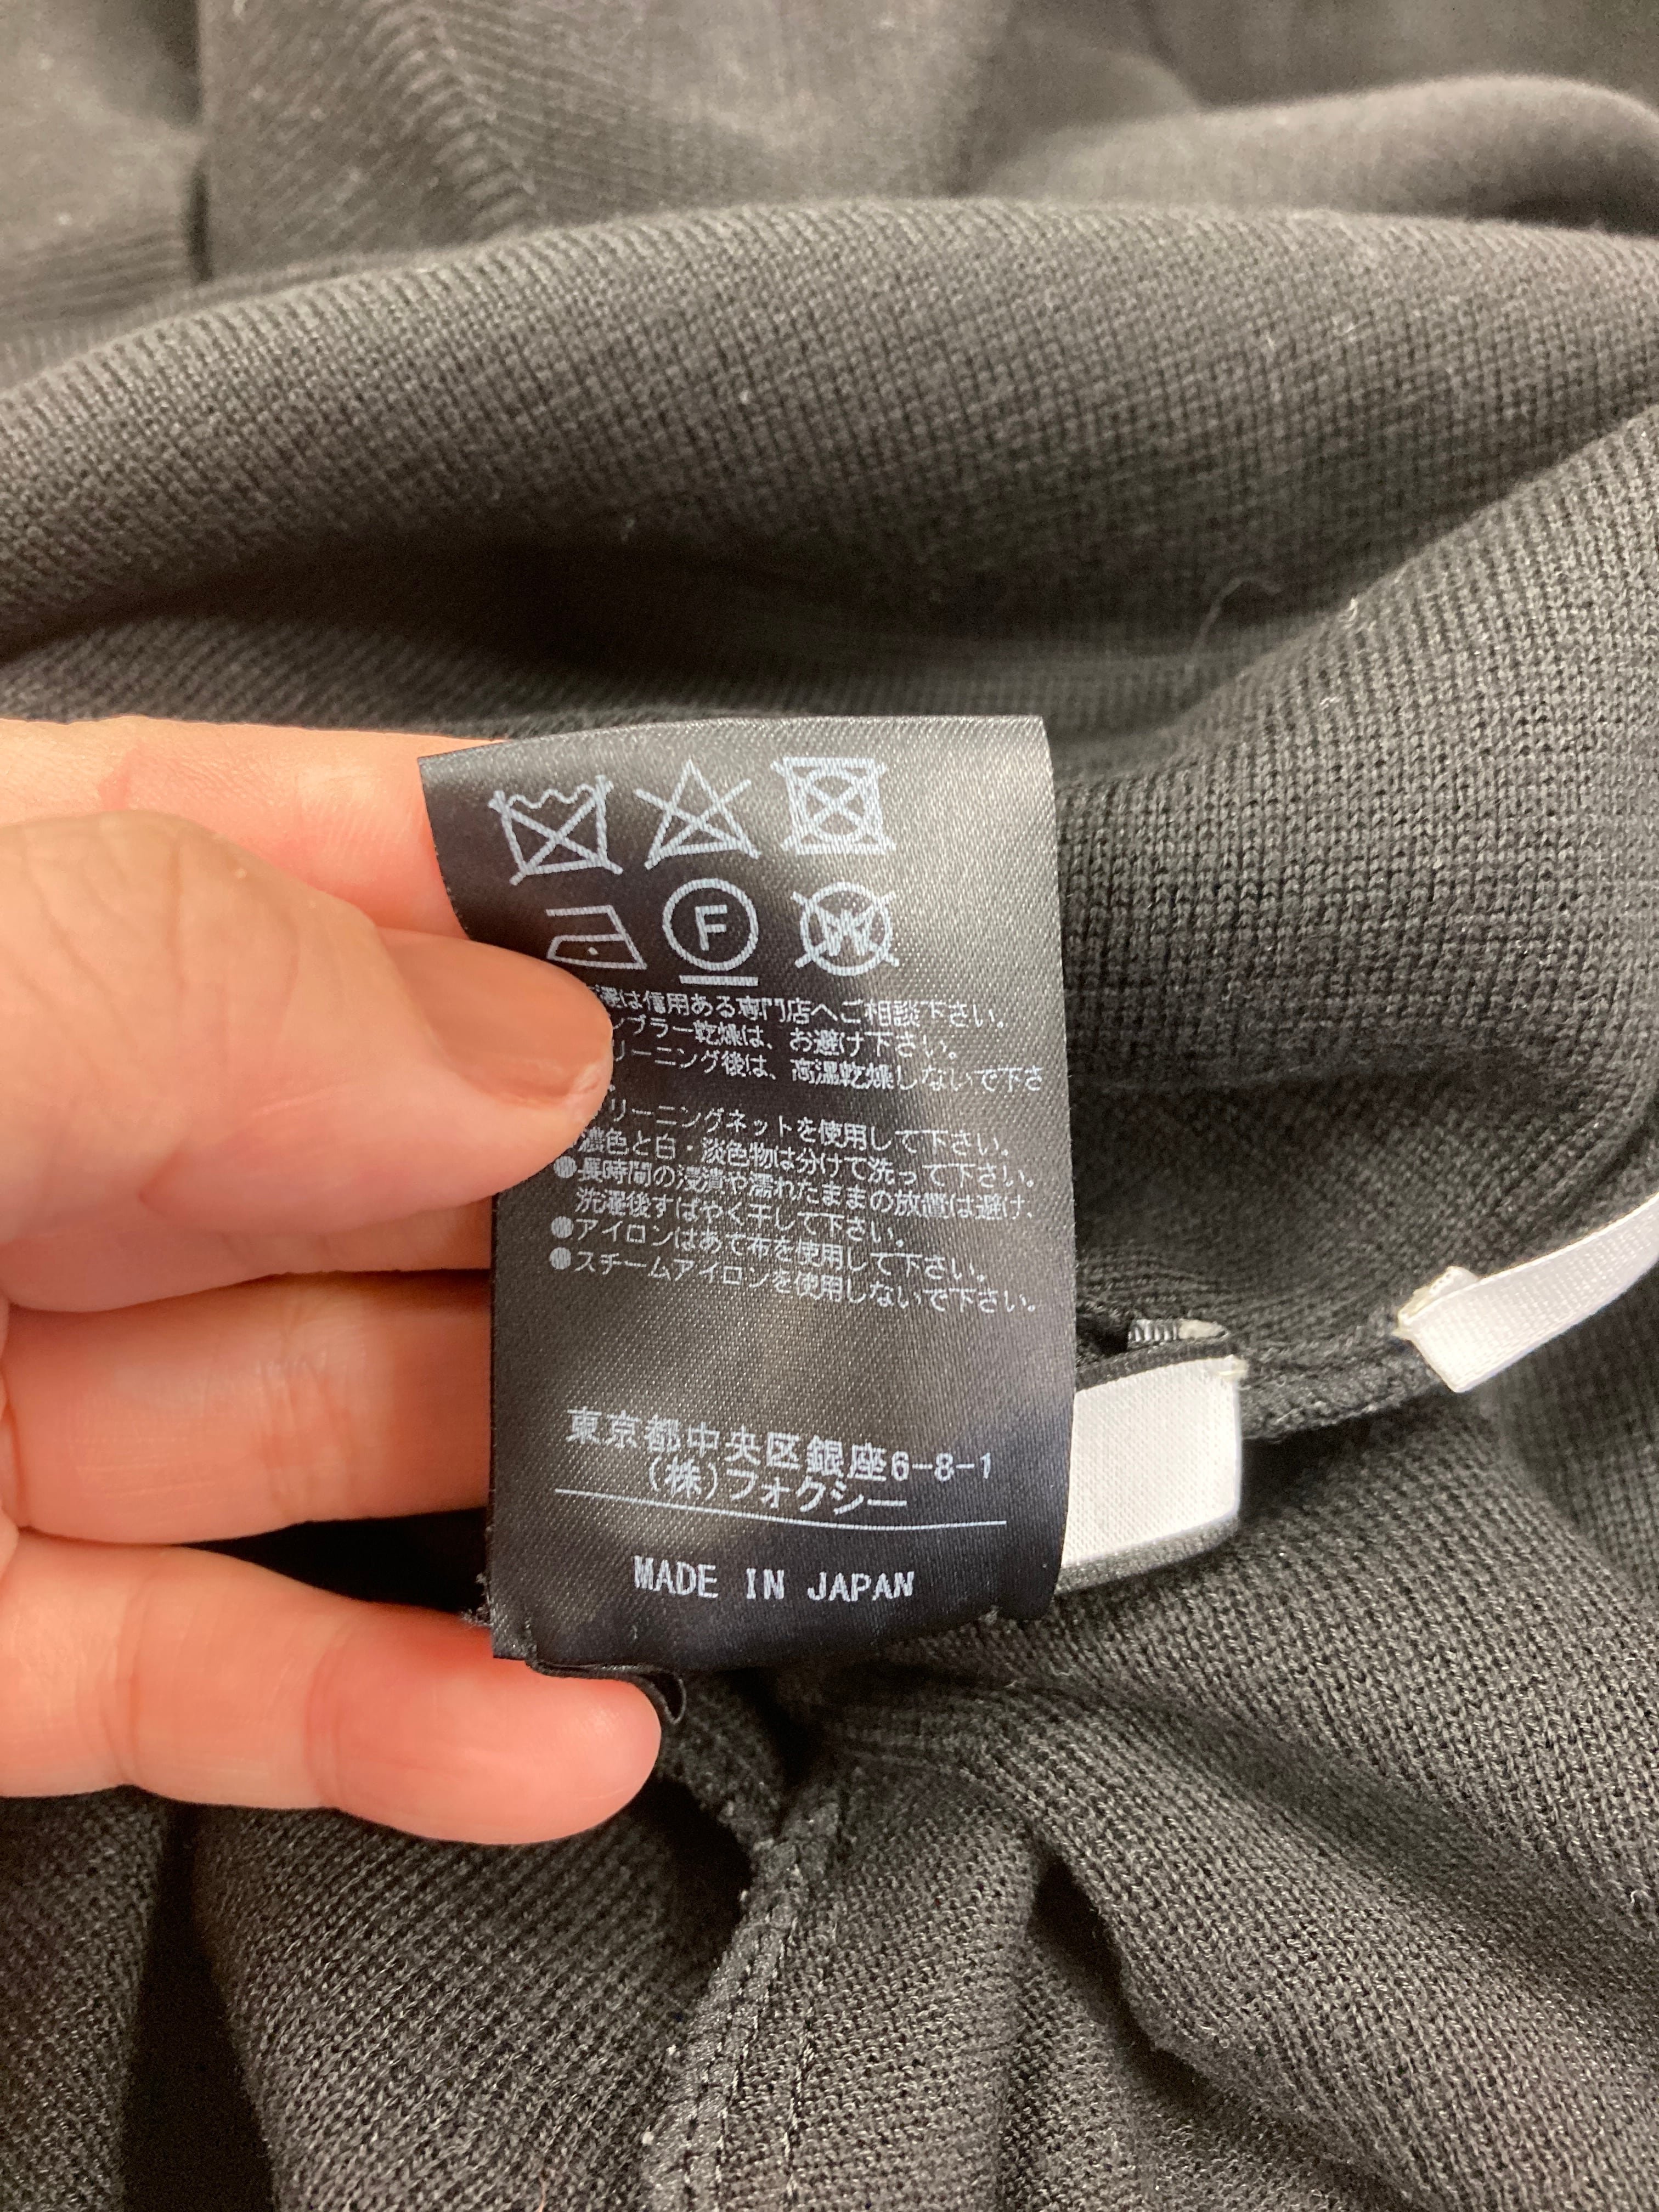 F
W
は信用ある専門店へご相談下さい。
ンブラー乾燥は、お避け下さい。
リーニング後は、高温乾燥しないで下さ
リーニングネットを使用して下さい。
濃色と白・淡色物は分けて洗って下さい。
●長時間の浸漬や濡れたままの放置は避け、
洗濯後すばやく干して下さい。
●アイロンはあて布を使用して下さい。
●スチームアイロンを使用しないで下さい。
東京都中央区銀座6-8-1
(株)フォクシー
MADE IN JAPAN